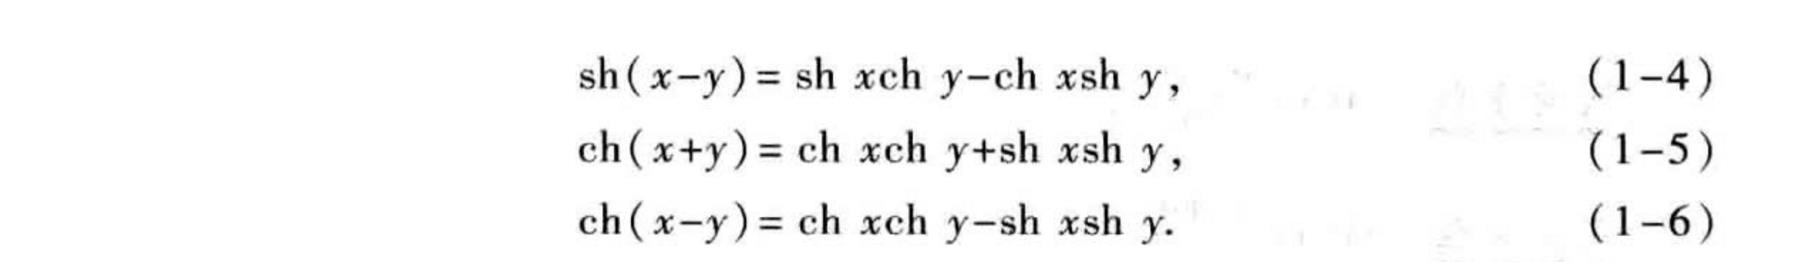 sh(x-y)= sh xch y-ch xsh y, (1-4)
ch(x+y)= ch xch y+sh xsh y, (1-5)
ch(x-y)= ch xch y-sh xsh y. (1-6)